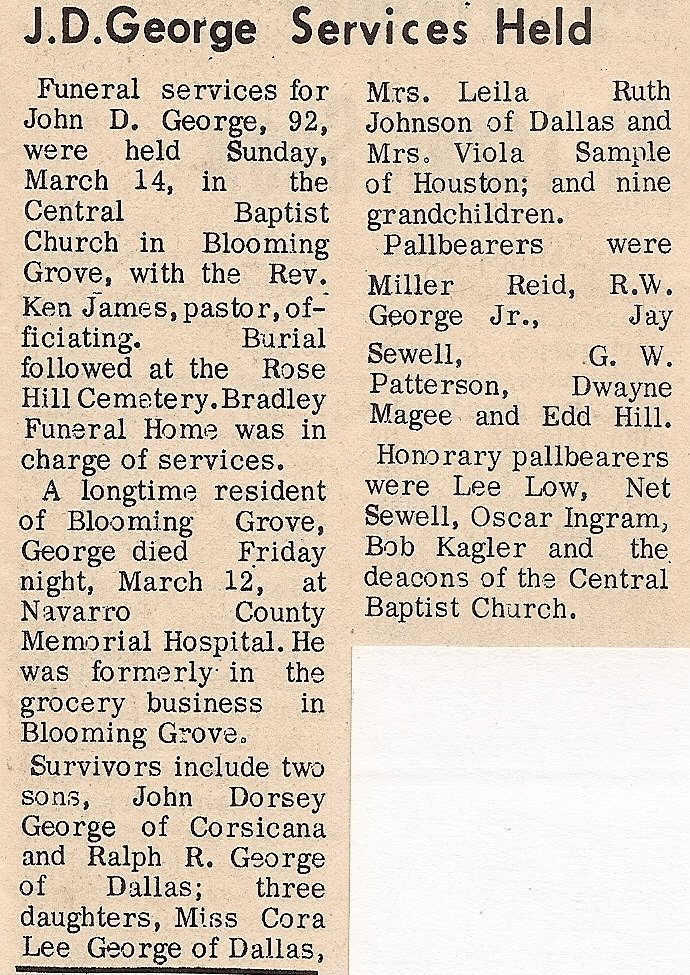 J.D.George Services Held
Funeral services for
John D. George, 92,
were held Sunday,
March 14, in the
Central Baptist
Church in Blooming
Grove, with the Rev.
Ken James, pastor, of-
ficiating. Burial
followed at the Rose
Hill Cemetery. Bradley
Funeral Home was in
charge of services.
A longtime resident
of Blooming Grove,
George died Friday
night, March 12, at
Navarro County
Memorial Hospital. He
was formerly in the
grocery business in
Blooming Grove.
Survivors include two
sons, John Dorsey
George of Corsicana
and Ralph R. George
of Dallas; three
daughters, Miss Cora
Lee George of Dallas,
Mrs. Leila Ruth
Johnson of Dallas and
Mrs. Viola Sample
of Houston; and nine
grandchildren.
Pallbearers were
Miller Reid, R.W.
George Jr., Jay
Sewell, G. W.
Patterson, Dwayne
Magee and Edd Hill.
Honorary pallbearers
were Lee Low, Net
Sewell, Oscar Ingram,
Bob Kagler and the
deacons of the Central
Baptist Church.